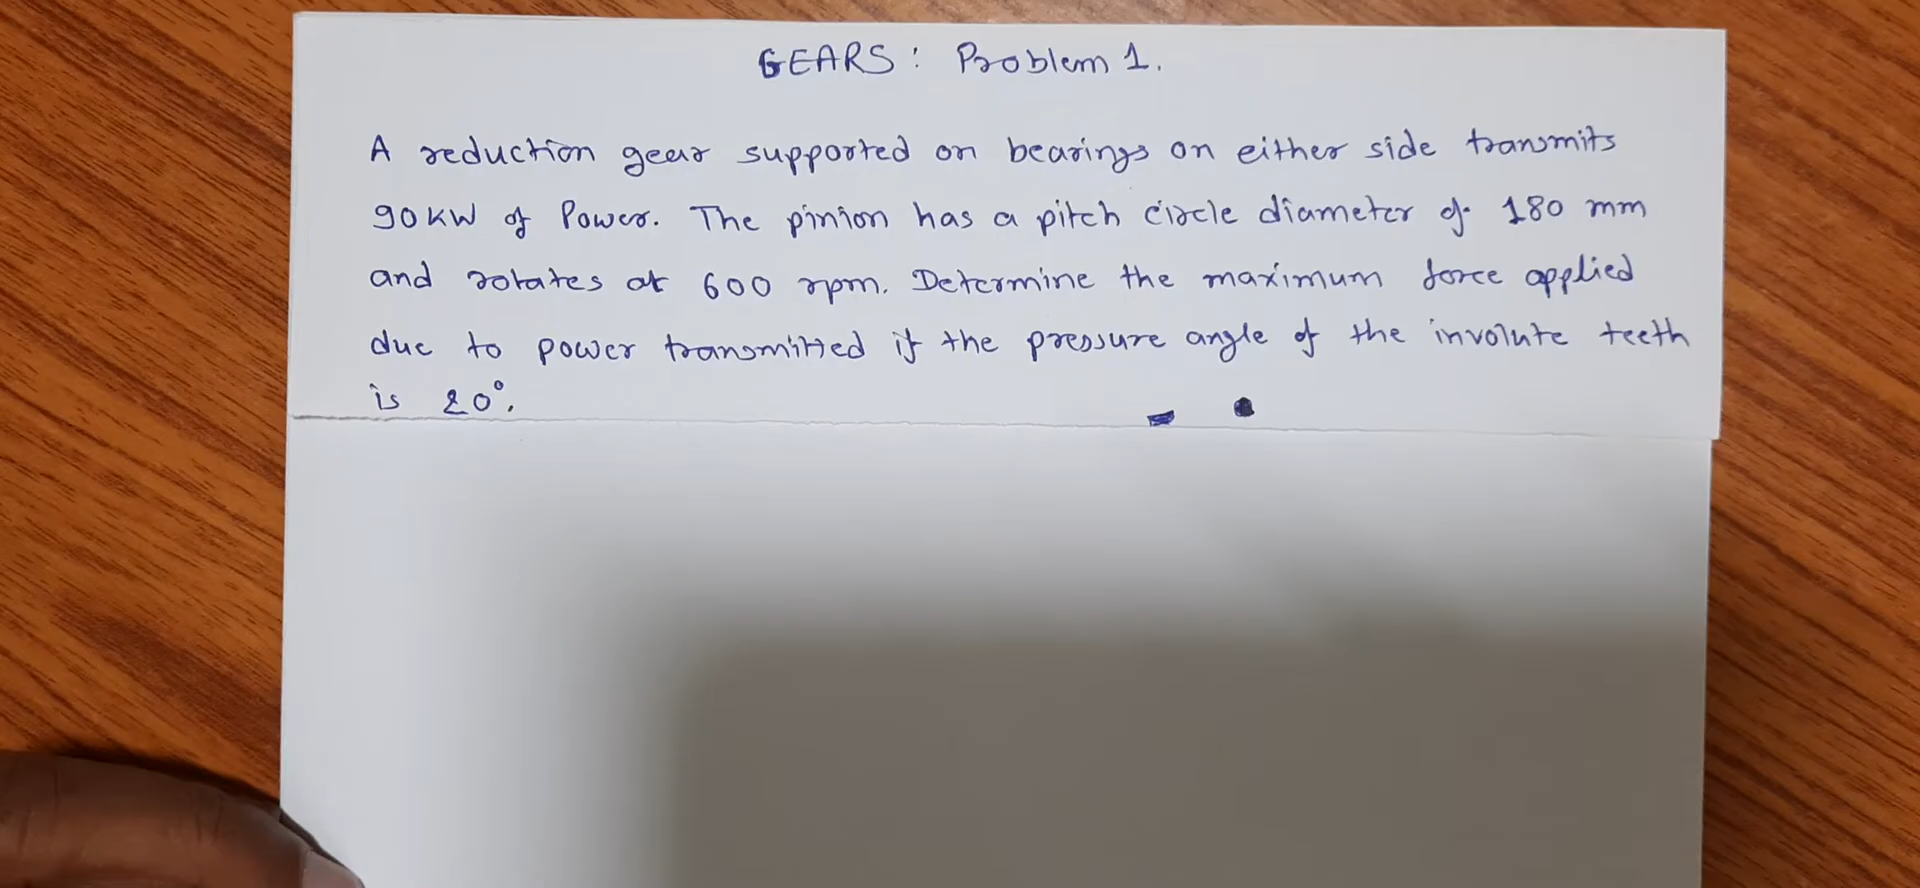 GEARS: Problem 1.
A reduction gear supported on bearings on either side transmits
90KW of Power. The pinion has a pitch circle diameter of 180 mm
and rotates at 600 rpm. Determine the maximum force applied
due to power transmitted if the pressure angle of the involute teeth
is 20°.